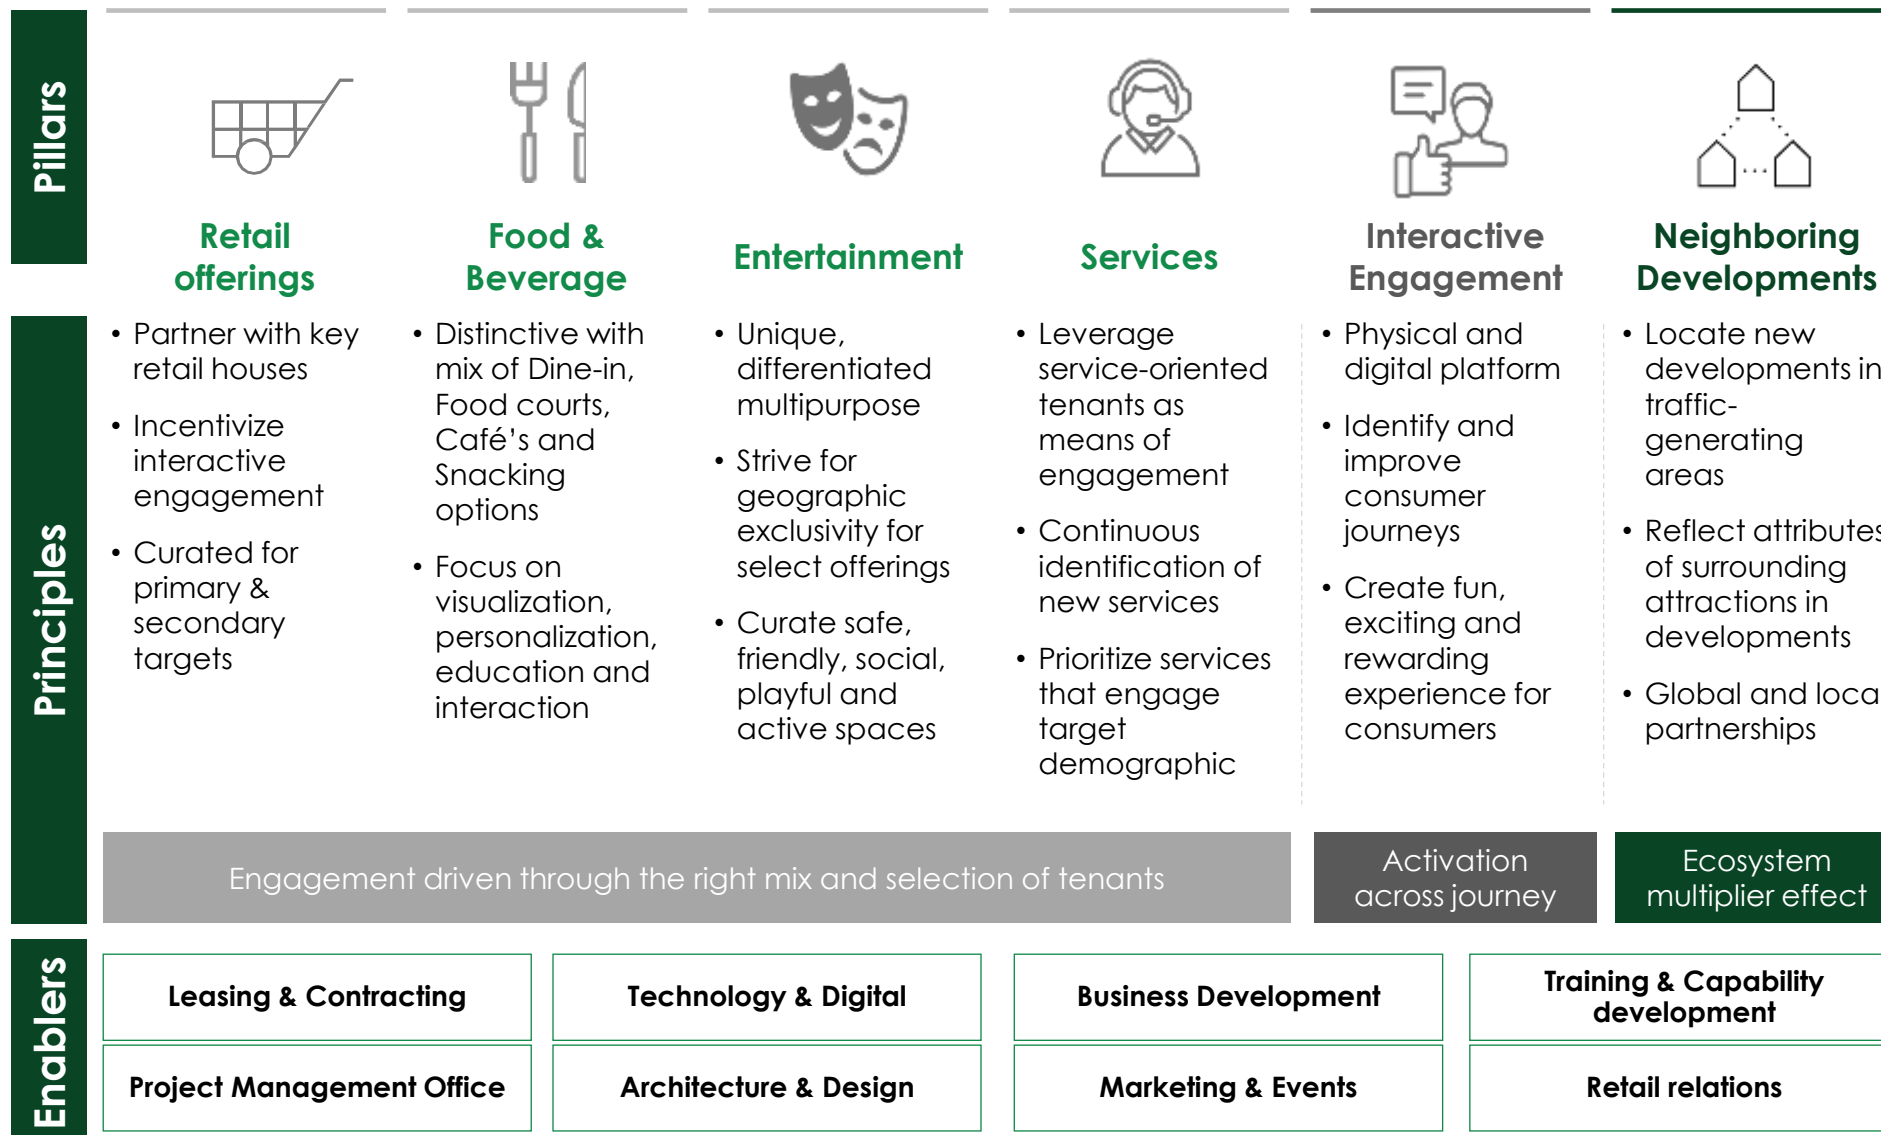 Pillars
Retail
offerings
Food &
Beverage
Entertainment
Services
Interactive
Engagement
Neighboring
Developments
Principles
• Partner with key
retail houses
• Incentivize
interactive
engagement
• Curated for
primary &
secondary
targets
• Distinctive with
mix of Dine-in,
Food courts,
Café’s and
Snacking
options
• Focus on
visualization,
personalization,
education and
interaction
• Unique,
differentiated
multipurpose
• Strive for
geographic
exclusivity for
select offerings
• Curate safe,
friendly, social,
playful and
active spaces
• Leverage
service-oriented
tenants as
means of
engagement
• Continuous
identification of
new services
• Prioritize services
that engage
target
demographic
• Physical and
digital platform
• Identify and
improve
consumer
journeys
• Create fun,
exciting and
rewarding
experience for
consumers
• Locate new
developments in
traffic-
generating
areas
• Reflect attributes
of surrounding
attractions in
developments
• Global and loca
partnerships
Engagement driven through the right mix and selection of tenants
Activation
across journey
Ecosystem
multiplier effect
Enablers
Leasing & Contracting
Technology & Digital
Business Development
Training & Capability
development
Project Management Office
Architecture & Design
Marketing & Events
Retail relations